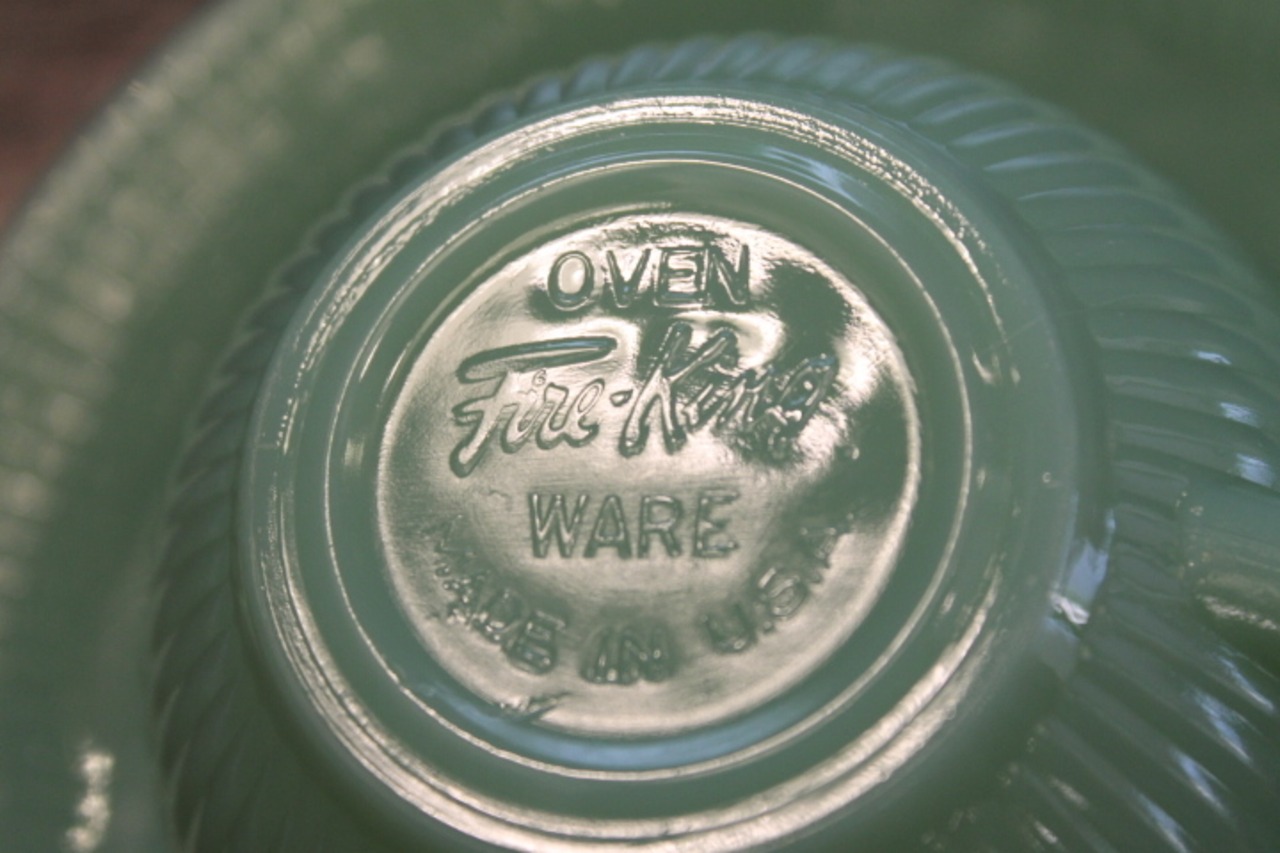 OVEN
Fire-King
WARE
MADE IN U.S.A.